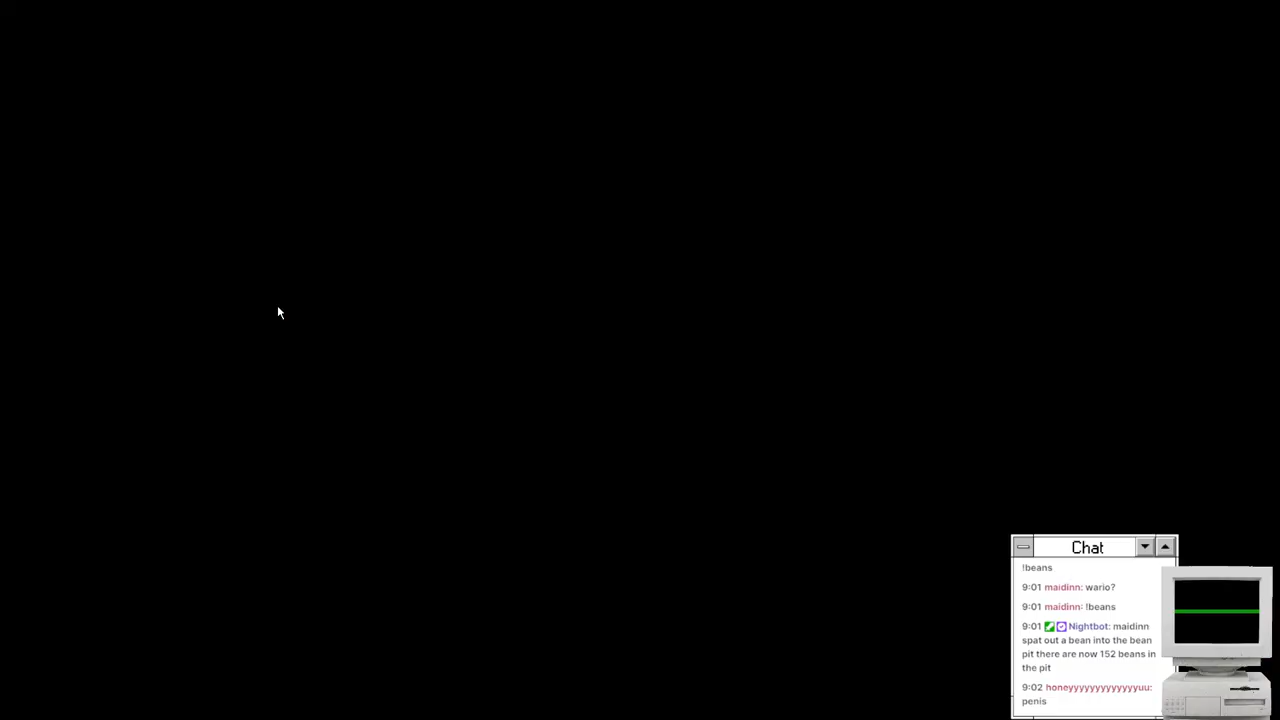 Chat
!beans
9:01 maidinn: wario?
9:01 maidinn: !beans
9:01 Nightbot: maidinn
spat out a bean into the bean
pit there are now 152 beans in
the pit
9:02 honeyyyyyyyyyyyyyuu:
penis